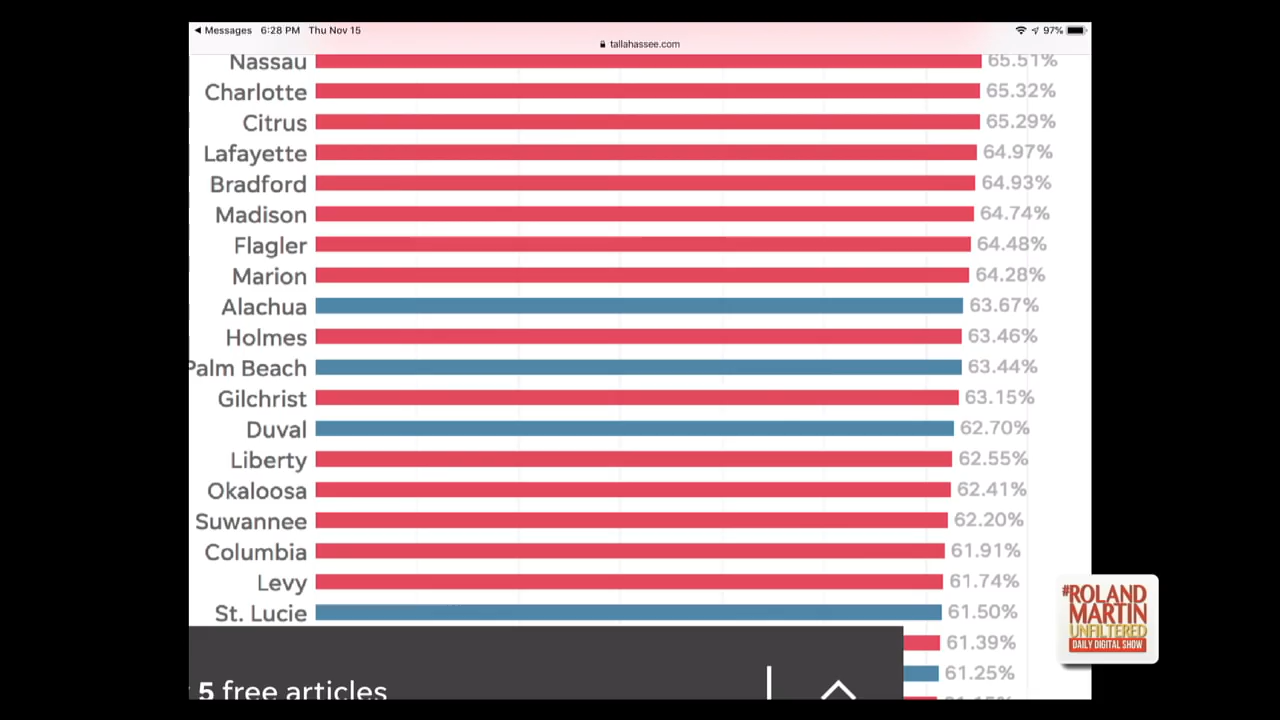 Messages 6:28 PM Thu Nov 15 97%
tallahassee.com
Nassau 65.51%
Charlotte 65.32%
Citrus 65.29%
Lafayette 64.97%
Bradford 64.93%
Madison 64.74%
Flagler 64.48%
Marion 64.28%
Alachua 63.67%
Holmes 63.46%
Palm Beach 63.44%
Gilchrist 63.15%
Duval 62.70%
Liberty 62.55%
Okaloosa 62.41%
Suwannee 62.20%
Columbia 61.91%
Levy 61.74%
St. Lucie 61.50%
61.39%
61.25%
5 free articles
#ROLAND
MARTIN
UNFILTERED
DAILY DIGITAL SHOW